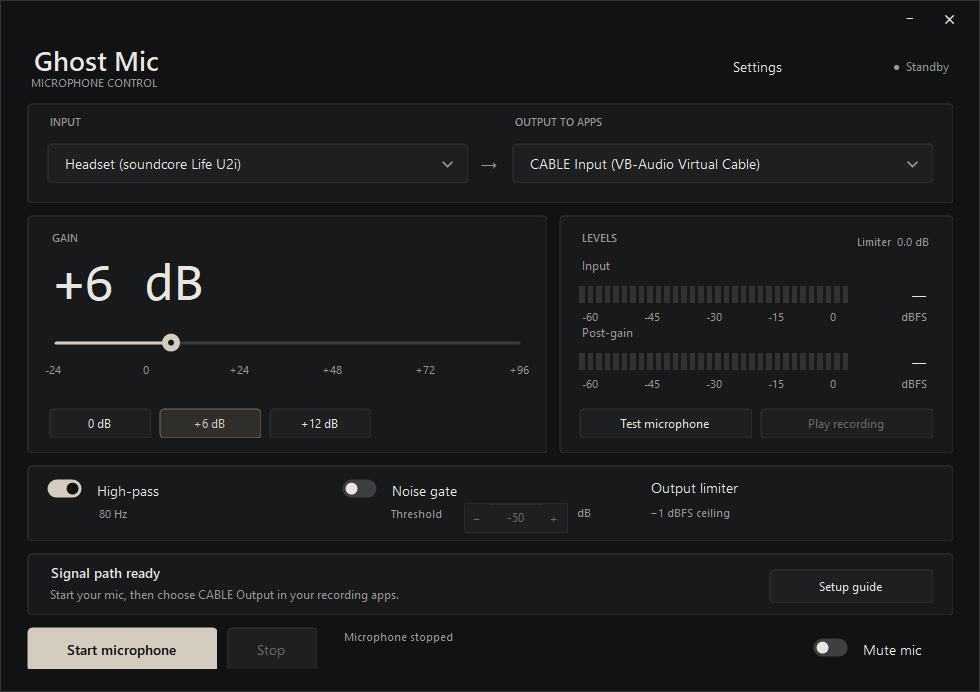 Ghost Mic
MICROPHONE CONTROL
Settings
Standby
INPUT
OUTPUT TO APPS
Headset (soundcore Life U2i)
→
CABLE Input (VB-Audio Virtual Cable)
GAIN
+6 dB
-24 0 +24 +48 +72 +96
0 dB
+6 dB
+12 dB
LEVELS
Limiter 0.0 dB
Input
—
-60 -45 -30 -15 0 dBFS
Post-gain
—
-60 -45 -30 -15 0 dBFS
Test microphone
Play recording
High-pass
80 Hz
Noise gate
Threshold
− -50 + dB
Output limiter
−1 dBFS ceiling
Signal path ready
Start your mic, then choose CABLE Output in your recording apps.
Setup guide
Start microphone
Stop
Microphone stopped
Mute mic